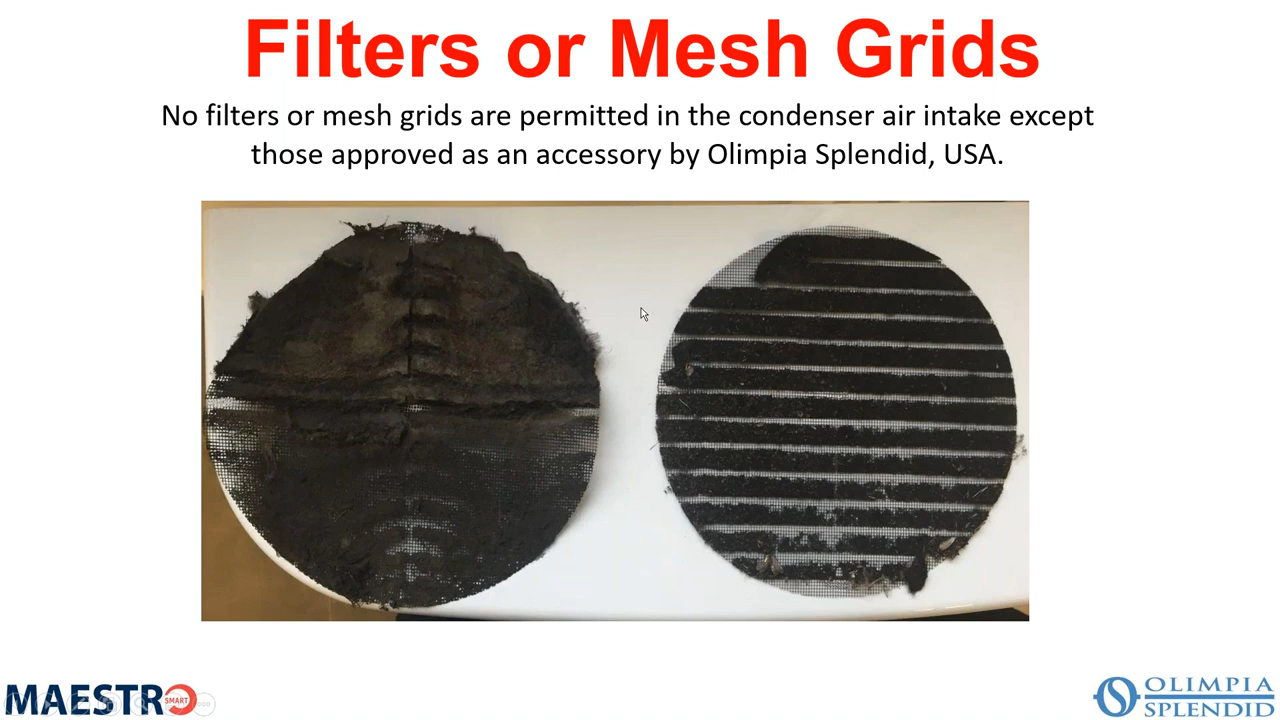 Filters or Mesh Grids
No filters or mesh grids are permitted in the condenser air intake except
those approved as an accessory by Olimpia Splendid, USA.
MAESTRO
SMART
OLIMPIA
SPLENDID